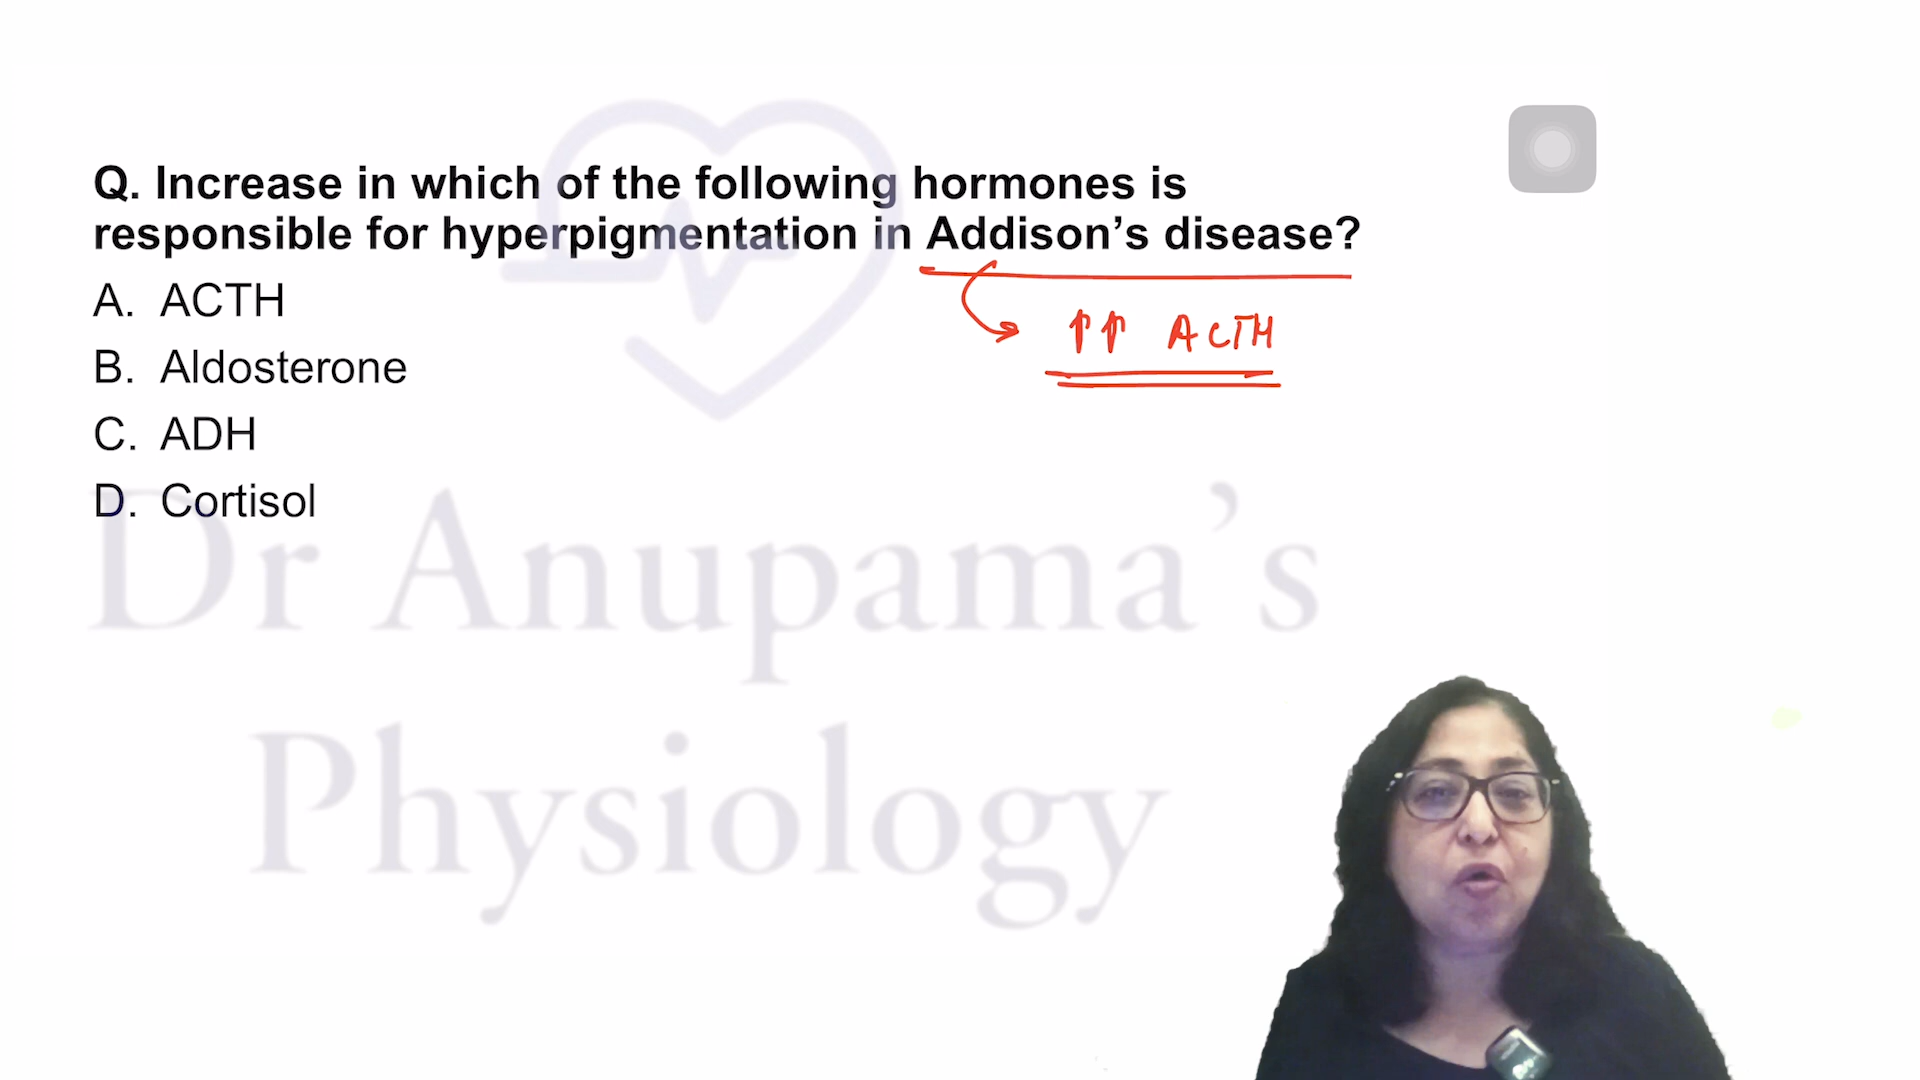 Q. Increase in which of the following hormones is
responsible for hyperpigmentation in Addison’s disease?
A. ACTH
↑↑ ACTH
B. Aldosterone
C. ADH
D. Cortisol
Dr Anupama’s
Physiology